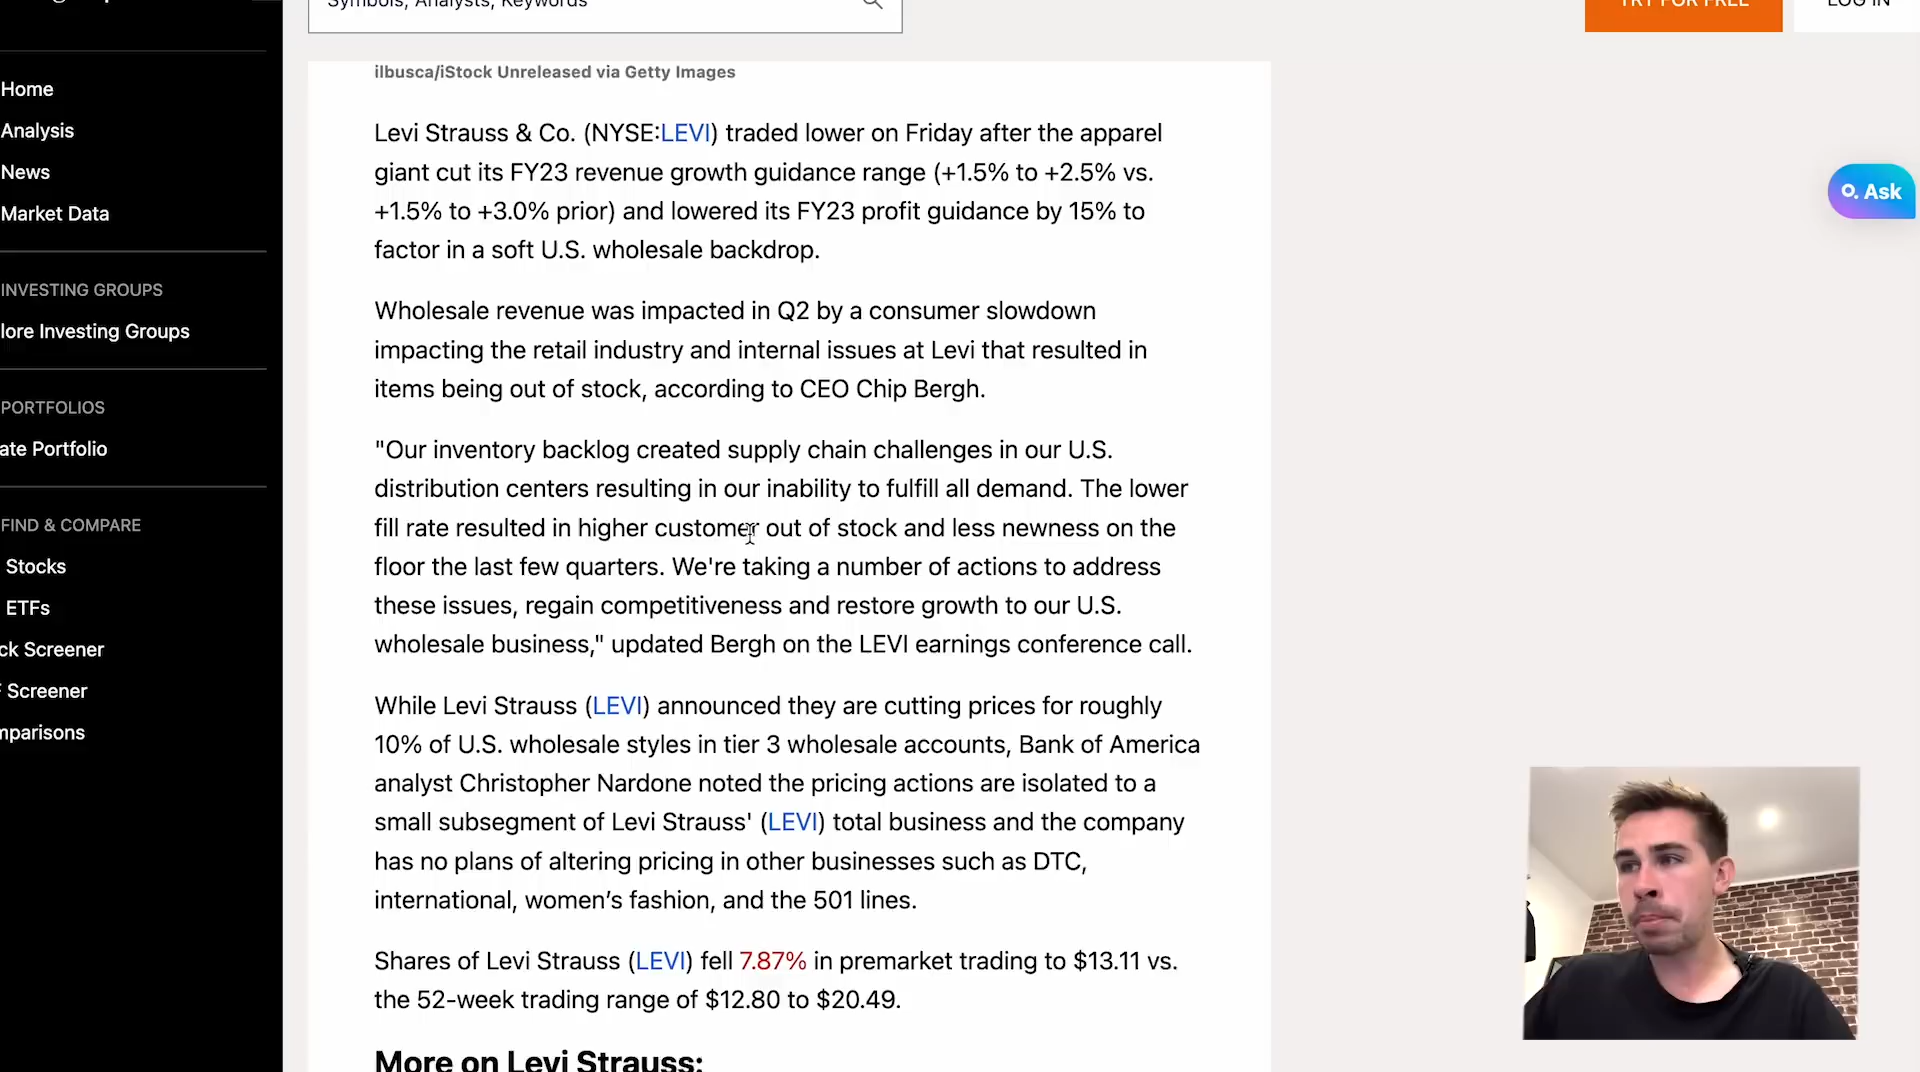 Symbols, Analysts, Keywords
TRY FOR FREE
LOG IN
Home
Analysis
News
Market Data
INVESTING GROUPS
lore Investing Groups
PORTFOLIOS
ate Portfolio
FIND & COMPARE
Stocks
ETFs
ck Screener
F Screener
mparisons
ilbusca/iStock Unreleased via Getty Images
Levi Strauss & Co. (NYSE:LEVI) traded lower on Friday after the apparel
giant cut its FY23 revenue growth guidance range (+1.5% to +2.5% vs.
+1.5% to +3.0% prior) and lowered its FY23 profit guidance by 15% to
factor in a soft U.S. wholesale backdrop.
Wholesale revenue was impacted in Q2 by a consumer slowdown
impacting the retail industry and internal issues at Levi that resulted in
items being out of stock, according to CEO Chip Bergh.
"Our inventory backlog created supply chain challenges in our U.S.
distribution centers resulting in our inability to fulfill all demand. The lower
fill rate resulted in higher customer out of stock and less newness on the
floor the last few quarters. We're taking a number of actions to address
these issues, regain competitiveness and restore growth to our U.S.
wholesale business," updated Bergh on the LEVI earnings conference call.
While Levi Strauss (LEVI) announced they are cutting prices for roughly
10% of U.S. wholesale styles in tier 3 wholesale accounts, Bank of America
analyst Christopher Nardone noted the pricing actions are isolated to a
small subsegment of Levi Strauss' (LEVI) total business and the company
has no plans of altering pricing in other businesses such as DTC,
international, women’s fashion, and the 501 lines.
Shares of Levi Strauss (LEVI) fell 7.87% in premarket trading to $13.11 vs.
the 52-week trading range of $12.80 to $20.49.
More on Levi Strauss:
Ask